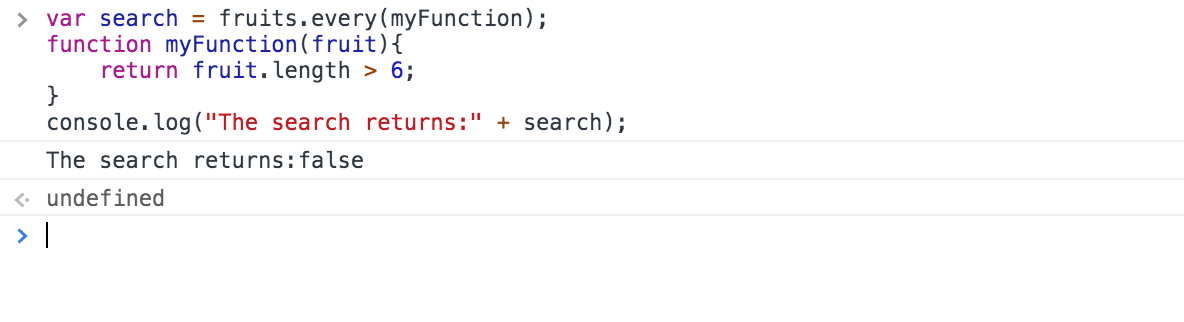 var search = fruits.every(myFunction);
function myFunction(fruit){
    return fruit.length > 6;
}
console.log("The search returns:" + search);
The search returns:false
undefined